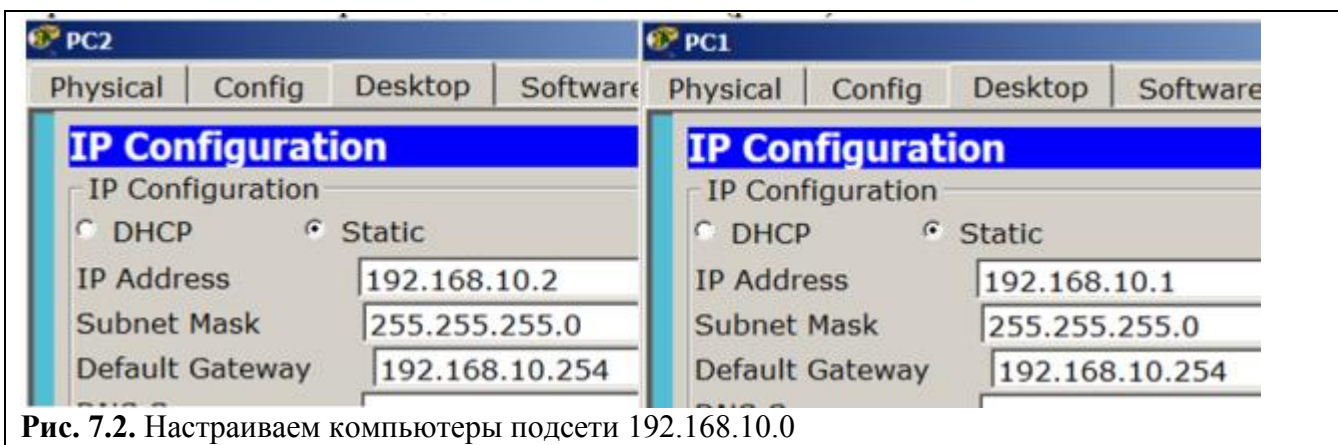 PC2
Physical Config Desktop Software
IP Configuration
IP Configuration
DHCP Static
IP Address 192.168.10.2
Subnet Mask 255.255.255.0
Default Gateway 192.168.10.254
PC1
Physical Config Desktop Software
IP Configuration
IP Configuration
DHCP Static
IP Address 192.168.10.1
Subnet Mask 255.255.255.0
Default Gateway 192.168.10.254
Рис. 7.2. Настраиваем компьютеры подсети 192.168.10.0